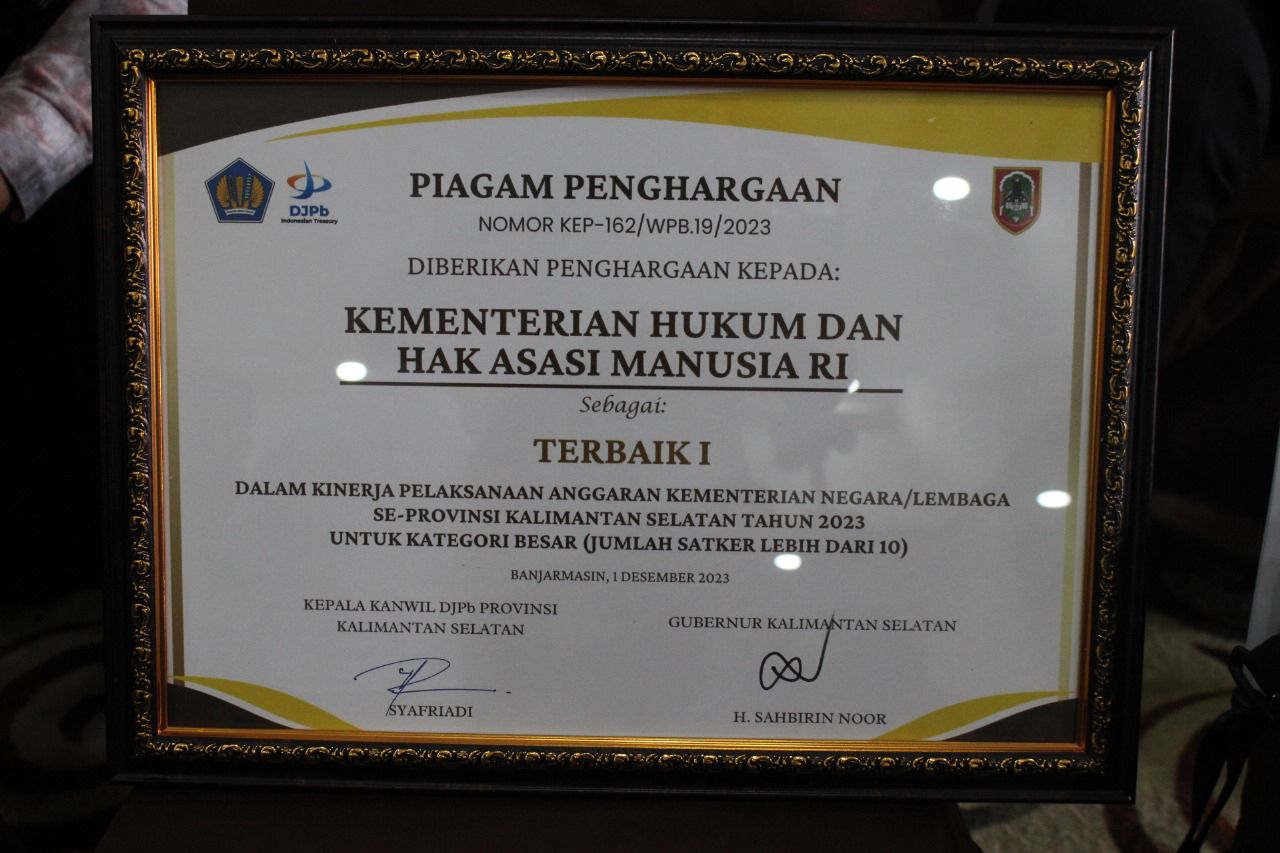 DJPb
Indonesian Treasury
PIAGAM PENGHARGAAN
NOMOR KEP-162/WPB.19/2023
DIBERIKAN PENGHARGAAN KEPADA:
KEMENTERIAN HUKUM DAN
HAK ASASI MANUSIA RI
Sebagai:
TERBAIK I
DALAM KINERJA PELAKSANAAN ANGGARAN KEMENTERIAN NEGARA/LEMBAGA
SE-PROVINSI KALIMANTAN SELATAN TAHUN 2023
UNTUK KATEGORI BESAR (JUMLAH SATKER LEBIH DARI 10)
BANJARMASIN, 1 DESEMBER 2023
KEPALA KANWIL DJPb PROVINSI
KALIMANTAN SELATAN
SYAFRIADI
GUBERNUR KALIMANTAN SELATAN
H. SAHBIRIN NOOR